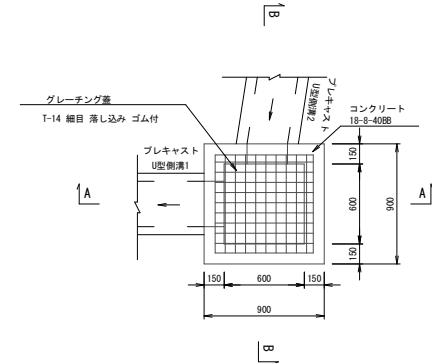 B
グレーチング蓋
T-14 細目 落し込み ゴム付
プレキャスト
U型側溝2
コンクリート
18-8-40BB
プレキャスト
U型側溝1
A
A
150
600
150
900
150
600
150
900
B